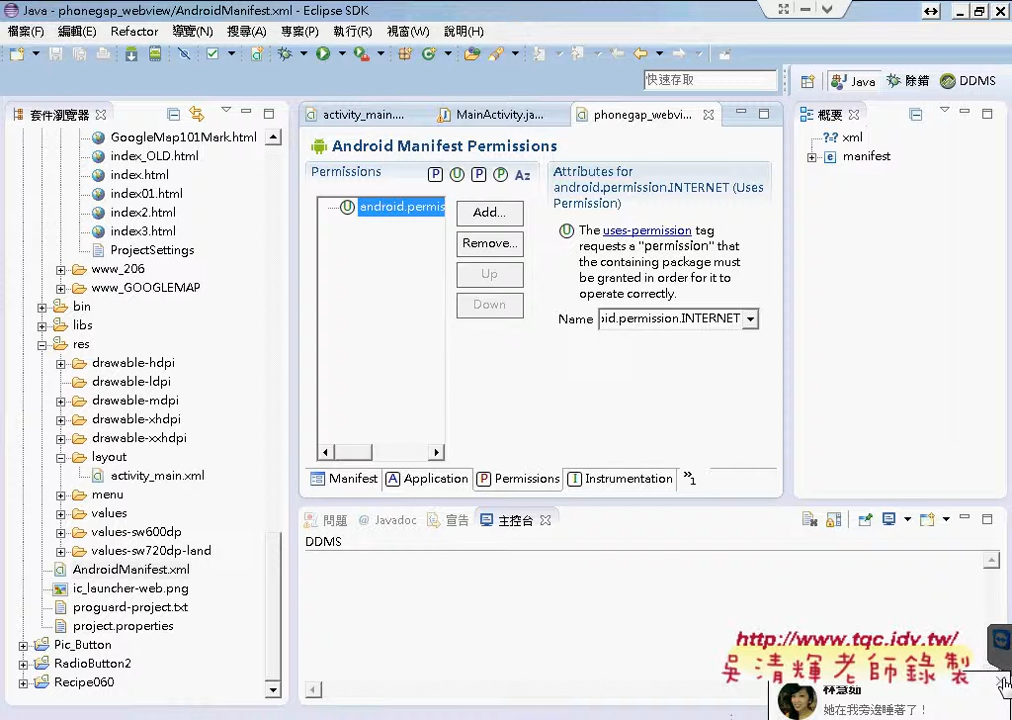 Java - phonegap_webview/AndroidManifest.xml - Eclipse SDK
檔案(F) 編輯(E) Refactor 導覽(N) 搜尋(A) 專案(P) 執行(R) 視窗(W) 說明(H)
快速存取
Java 除錯 DDMS
套件瀏覽器
GoogleMap101Mark.html
index_OLD.html
index.html
index01.html
index2.html
index3.html
ProjectSettings
www_206
www_GOOGLEMAP
bin
libs
res
drawable-hdpi
drawable-ldpi
drawable-mdpi
drawable-xhdpi
drawable-xxhdpi
layout
activity_main.xml
menu
values
values-sw600dp
values-sw720dp-land
AndroidManifest.xml
ic_launcher-web.png
proguard-project.txt
project.properties
Pic_Button
RadioButton2
Recipe060
activity_main.... MainActivity.ja... phonegap_webvi...
Android Manifest Permissions
Permissions
P U P P Az
U android.permis
Add...
Remove...
Up
Down
Attributes for
android.permission.INTERNET (Uses
Permission)
U The uses-permission tag
requests a "permission" that
the containing package must
be granted in order for it to
operate correctly.
Name id.permission.INTERNET
Manifest A Application P Permissions I Instrumentation »1
概要
?-? xml
e manifest
問題 @ Javadoc 宣告 主控台
DDMS
http://www.tqc.idv.tw/
吳清輝老師錄製
林慧如
她在我旁邊睡著了！